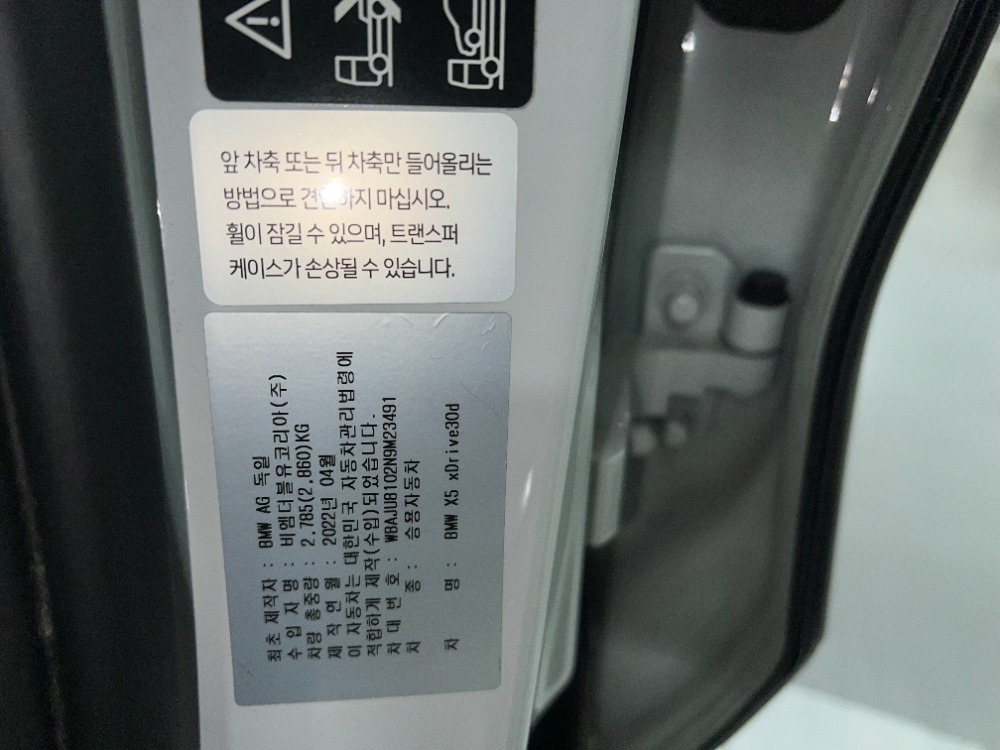 앞 차축 또는 뒤 차축만 들어올리는
방법으로 견인하지 마십시오.
휠이 잠길 수 있으며, 트랜스퍼
케이스가 손상될 수 있습니다.
최초 제작자 : BMW AG 독일
수 입 자 명 : 비엠더블유코리아(주)
차량 총중량 : 2,785(2,860)KG
제 작 연 월 : 2022년 04월
이 자동차는 대한민국 자동차관리법령에
적합하게 제작(수입)되었습니다.
차 대 번 호 : WBAJU8102N9M23491
차 종 : 승용자동차
차 명 : BMW X5 xDrive30d